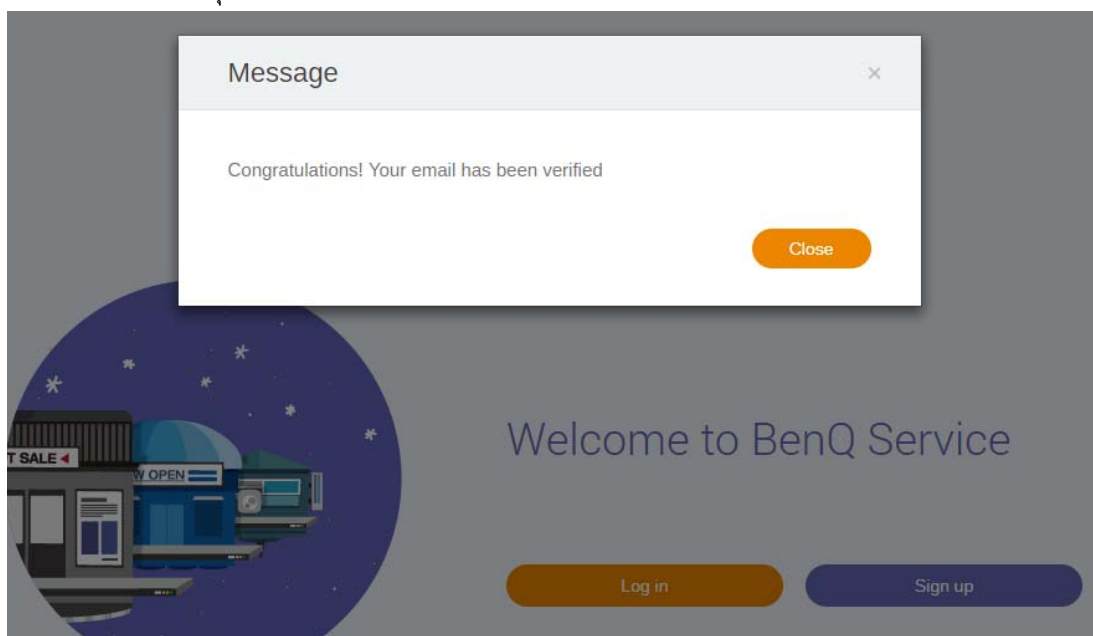 Message
×
Congratulations! Your email has been verified
Close
T SALE
W OPEN
Welcome to BenQ Service
Log in
Sign up